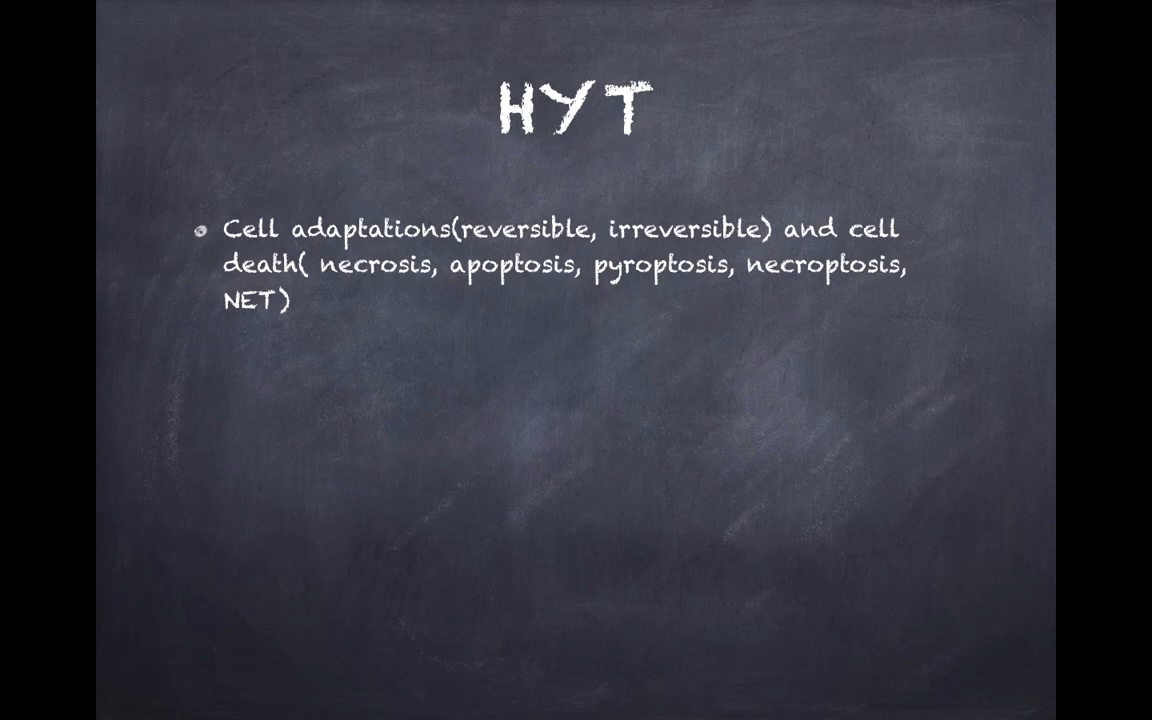 HYT
Cell adaptations(reversible, irreversible) and cell
death( necrosis, apoptosis, pyroptosis, necroptosis,
NET)